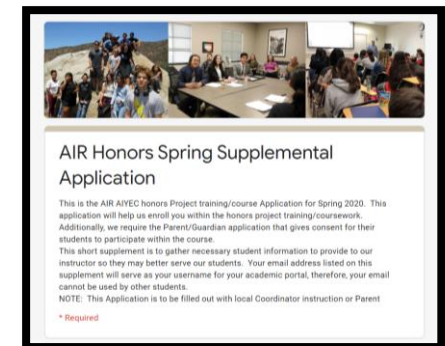 AIR Honors Spring Supplemental
Application
This is the AIR AIYEC honors Project training/course Application for Spring 2020. This
application will help us enroll you within the honors project training/coursework.
Additionally, we require the Parent/Guardian application that gives consent for their
students to participate within the course.
This short supplement is to gather necessary student information to provide to our
instructor so they may better serve our students. Your email address listed on this
supplement will serve as your username for your academic portal, therefore, your email
cannot be used by other students.
NOTE: This Application is to be filled out with local Coordinator instruction or Parent
* Required